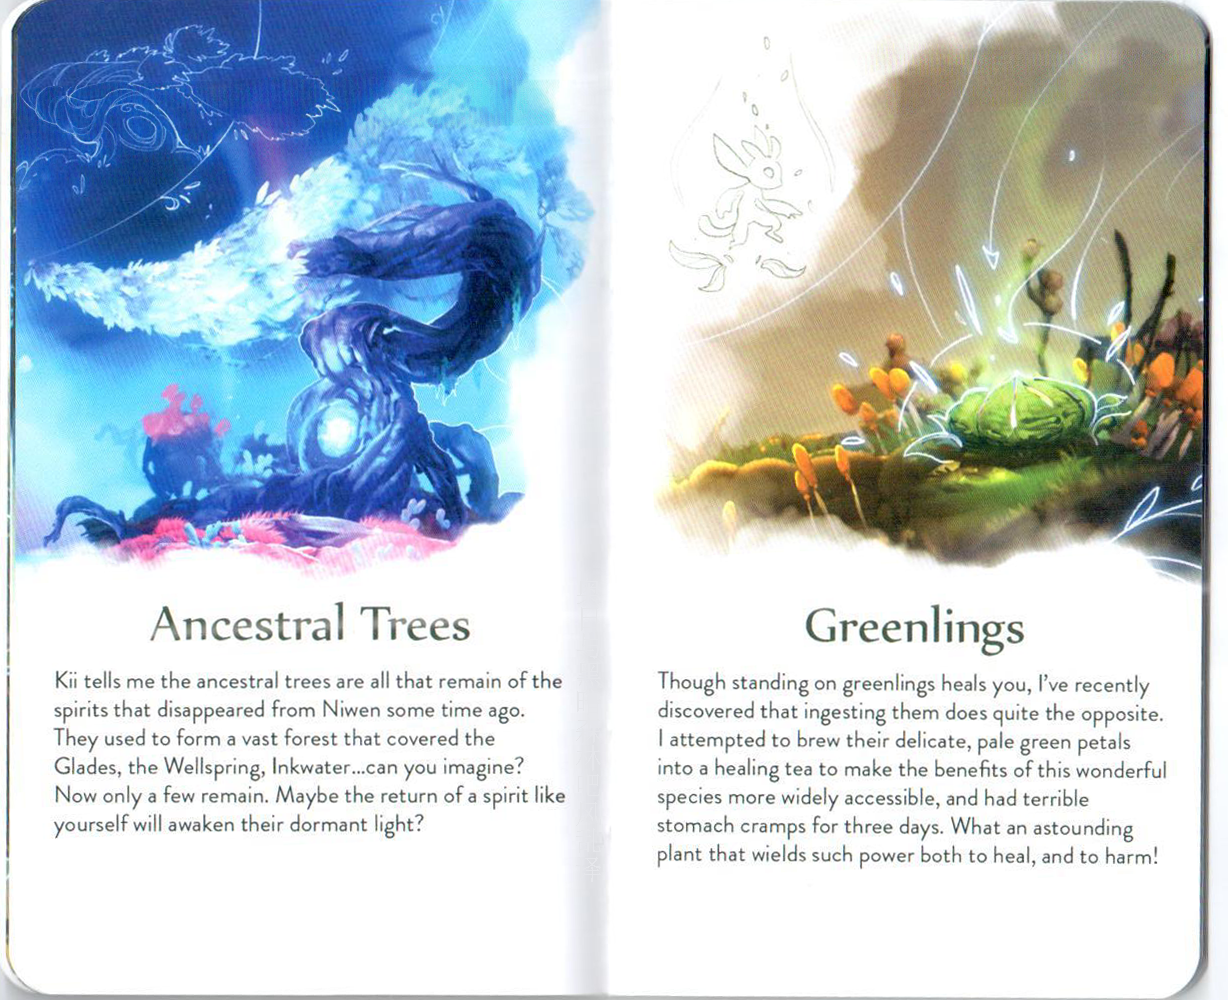 Ancestral Trees
Kii tells me the ancestral trees are all that remain of the
spirits that disappeared from Niwen some time ago.
They used to form a vast forest that covered the
Glades, the Wellspring, Inkwater...can you imagine?
Now only a few remain. Maybe the return of a spirit like
yourself will awaken their dormant light?
Greenlings
Though standing on greenlings heals you, I've recently
discovered that ingesting them does quite the opposite.
I attempted to brew their delicate, pale green petals
into a healing tea to make the benefits of this wonderful
species more widely accessible, and had terrible
stomach cramps for three days. What an astounding
plant that wields such power both to heal, and to harm!